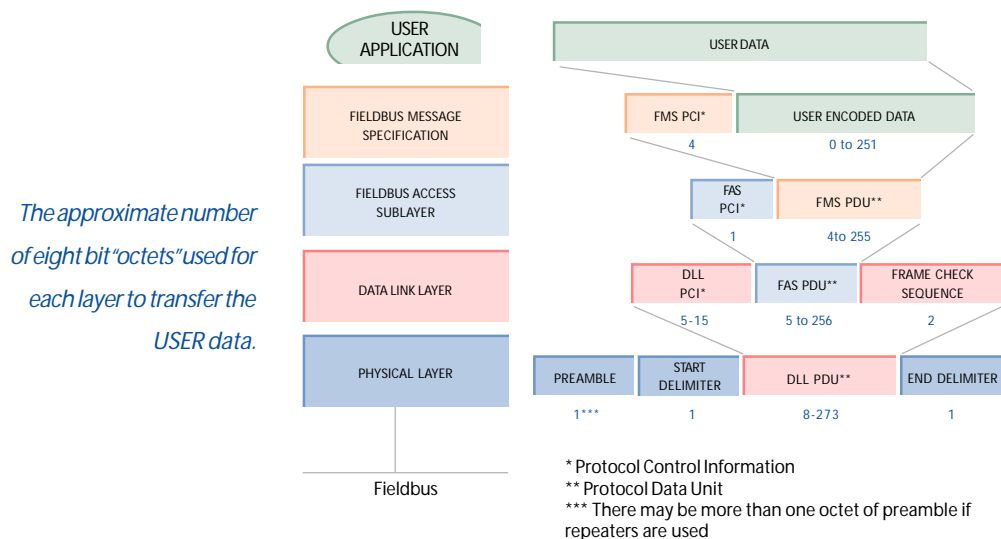 The approximate number
of eight bit "octets" used for
each layer to transfer the
USER data.
USER
APPLICATION
FIELDBUS MESSAGE
SPECIFICATION
FIELDBUS ACCESS
SUBLAYER
DATA LINK LAYER
PHYSICAL LAYER
Fieldbus
USER DATA
FMS PCI* USER ENCODED DATA
4 0 to 251
FAS
PCI* FMS PDU**
1 4to 255
DLL
PCI* FAS PDU** FRAME CHECK
SEQUENCE
5-15 5 to 256 2
PREAMBLE START
DELIMITER DLL PDU** END DELIMITER
1*** 1 8-273 1
* Protocol Control Information
** Protocol Data Unit
*** There may be more than one octet of preamble if
repeaters are used